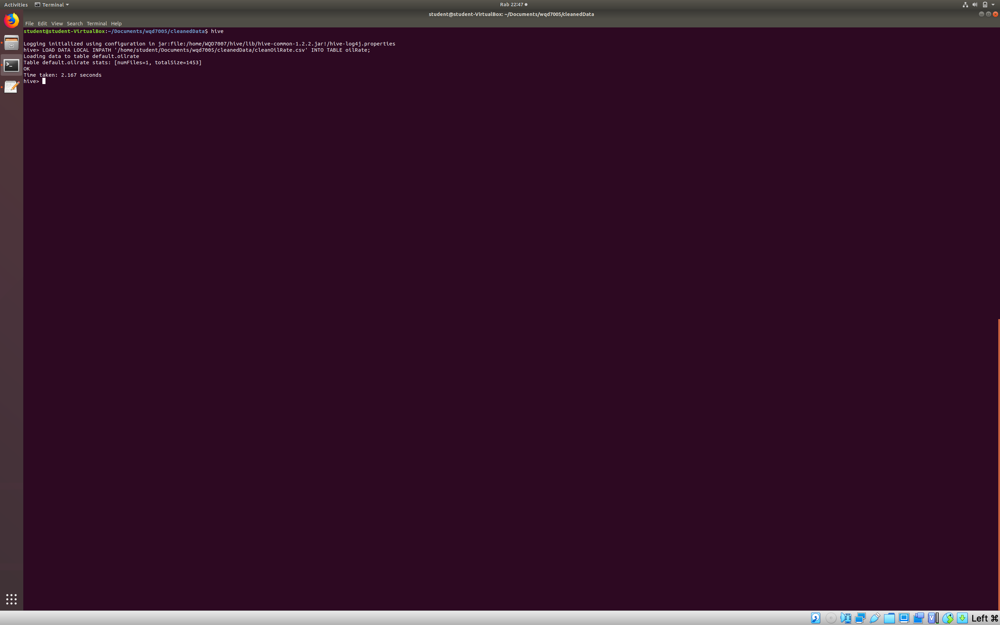 Activities Terminal Rab 22:47
student@student-VirtualBox: ~/Documents/wqd7005/cleanedData
File Edit View Search Terminal Help
student@student-VirtualBox:~/Documents/wqd7005/cleanedData$ hive
Logging initialized using configuration in jar:file:/home/WQD7007/hive/lib/hive-common-1.2.2.jar!/hive-log4j.properties
hive> LOAD DATA LOCAL INPATH '/home/student/Documents/wqd7005/cleanedData/cleanOilRate.csv' INTO TABLE oilRate;
Loading data to table default.oilrate
Table default.oilrate stats: [numFiles=1, totalSize=1453]
OK
Time taken: 2.167 seconds
hive>
Left ⌘